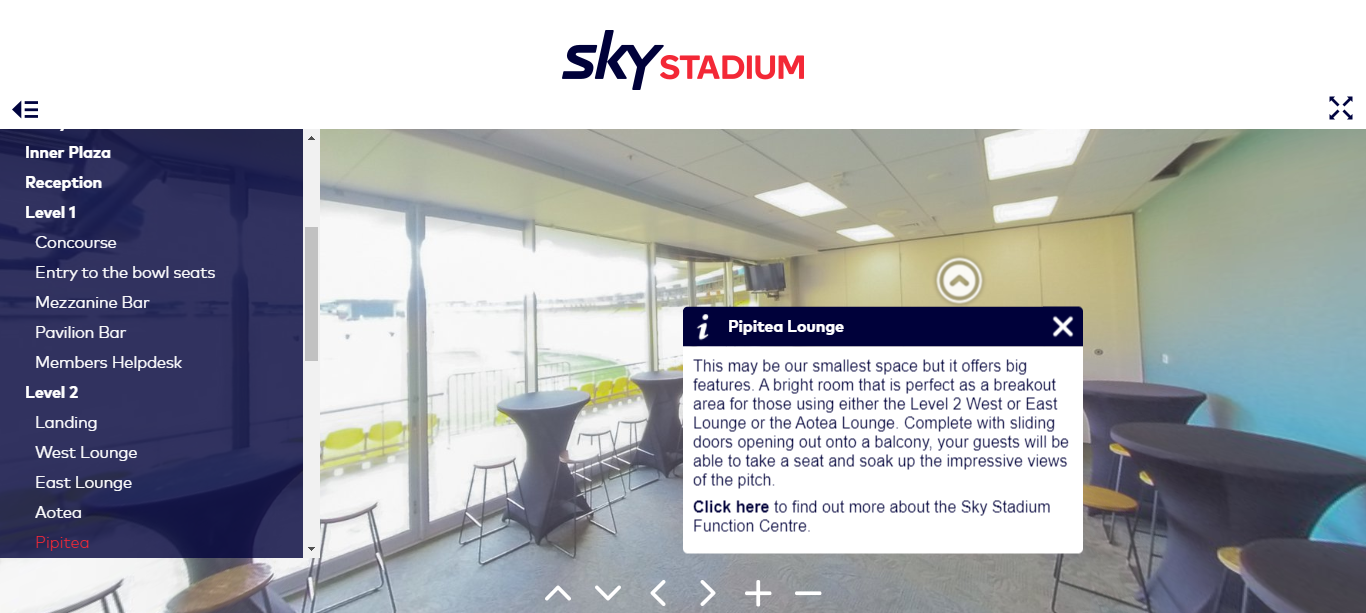 sky STADIUM
Inner Plaza
Reception
Level 1
Concourse
Entry to the bowl seats
Mezzanine Bar
Pavilion Bar
Members Helpdesk
Level 2
Landing
West Lounge
East Lounge
Aotea
Pipitea
i Pipitea Lounge
This may be our smallest space but it offers big
features. A bright room that is perfect as a breakout
area for those using either the Level 2 West or East
Lounge or the Aotea Lounge. Complete with sliding
doors opening out onto a balcony, your guests will be
able to take a seat and soak up the impressive views
of the pitch.
Click here to find out more about the Sky Stadium
Function Centre.